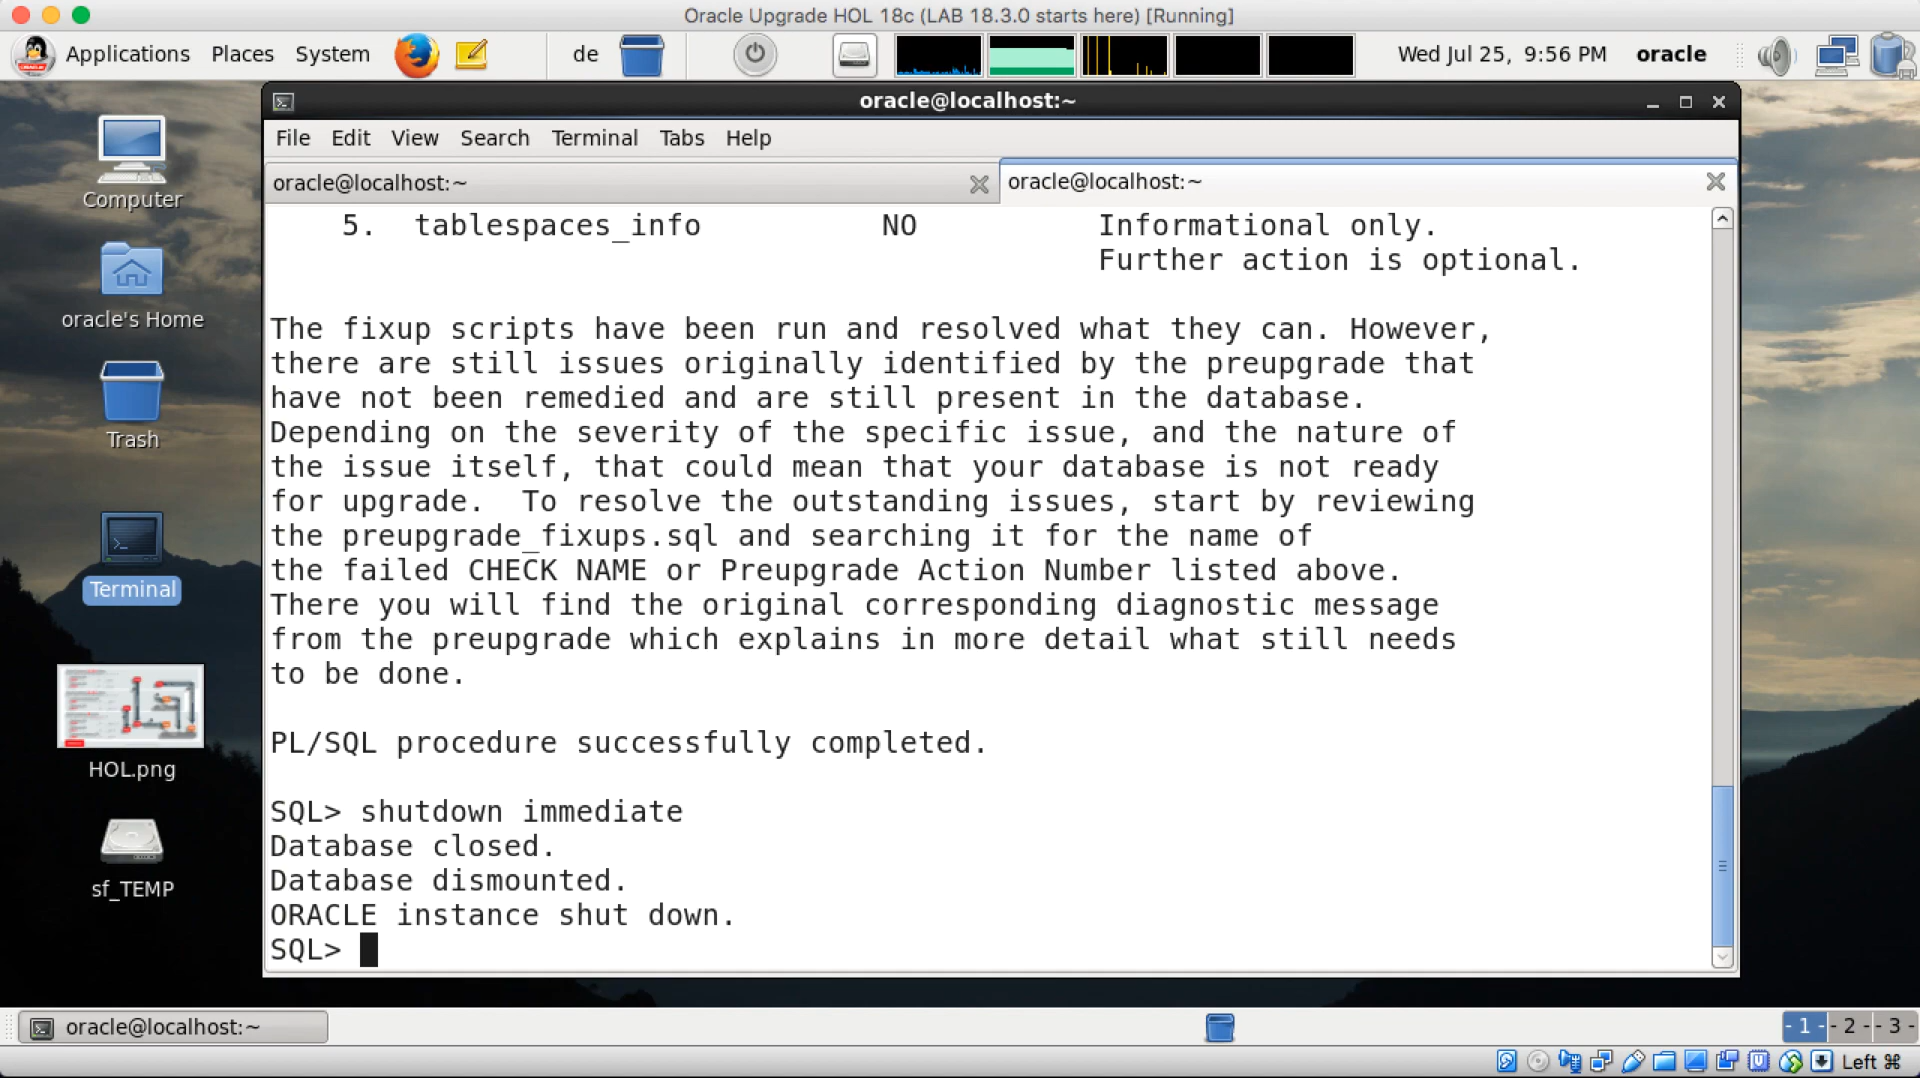 Oracle Upgrade HOL 18c (LAB 18.3.0 starts here) [Running]
Applications Places System de Wed Jul 25, 9:56 PM oracle
oracle@localhost:~
File Edit View Search Terminal Tabs Help
oracle@localhost:~ oracle@localhost:~
Computer
oracle's Home
Trash
Terminal
HOL.png
sf_TEMP
5. tablespaces_info NO Informational only.
Further action is optional.
The fixup scripts have been run and resolved what they can. However,
there are still issues originally identified by the preupgrade that
have not been remedied and are still present in the database.
Depending on the severity of the specific issue, and the nature of
the issue itself, that could mean that your database is not ready
for upgrade.  To resolve the outstanding issues, start by reviewing
the preupgrade_fixups.sql and searching it for the name of
the failed CHECK NAME or Preupgrade Action Number listed above.
There you will find the original corresponding diagnostic message
from the preupgrade which explains in more detail what still needs
to be done.
PL/SQL procedure successfully completed.
SQL> shutdown immediate
Database closed.
Database dismounted.
ORACLE instance shut down.
SQL>
oracle@localhost:~
- 1 - - 2 - - 3 -
Left ⌘